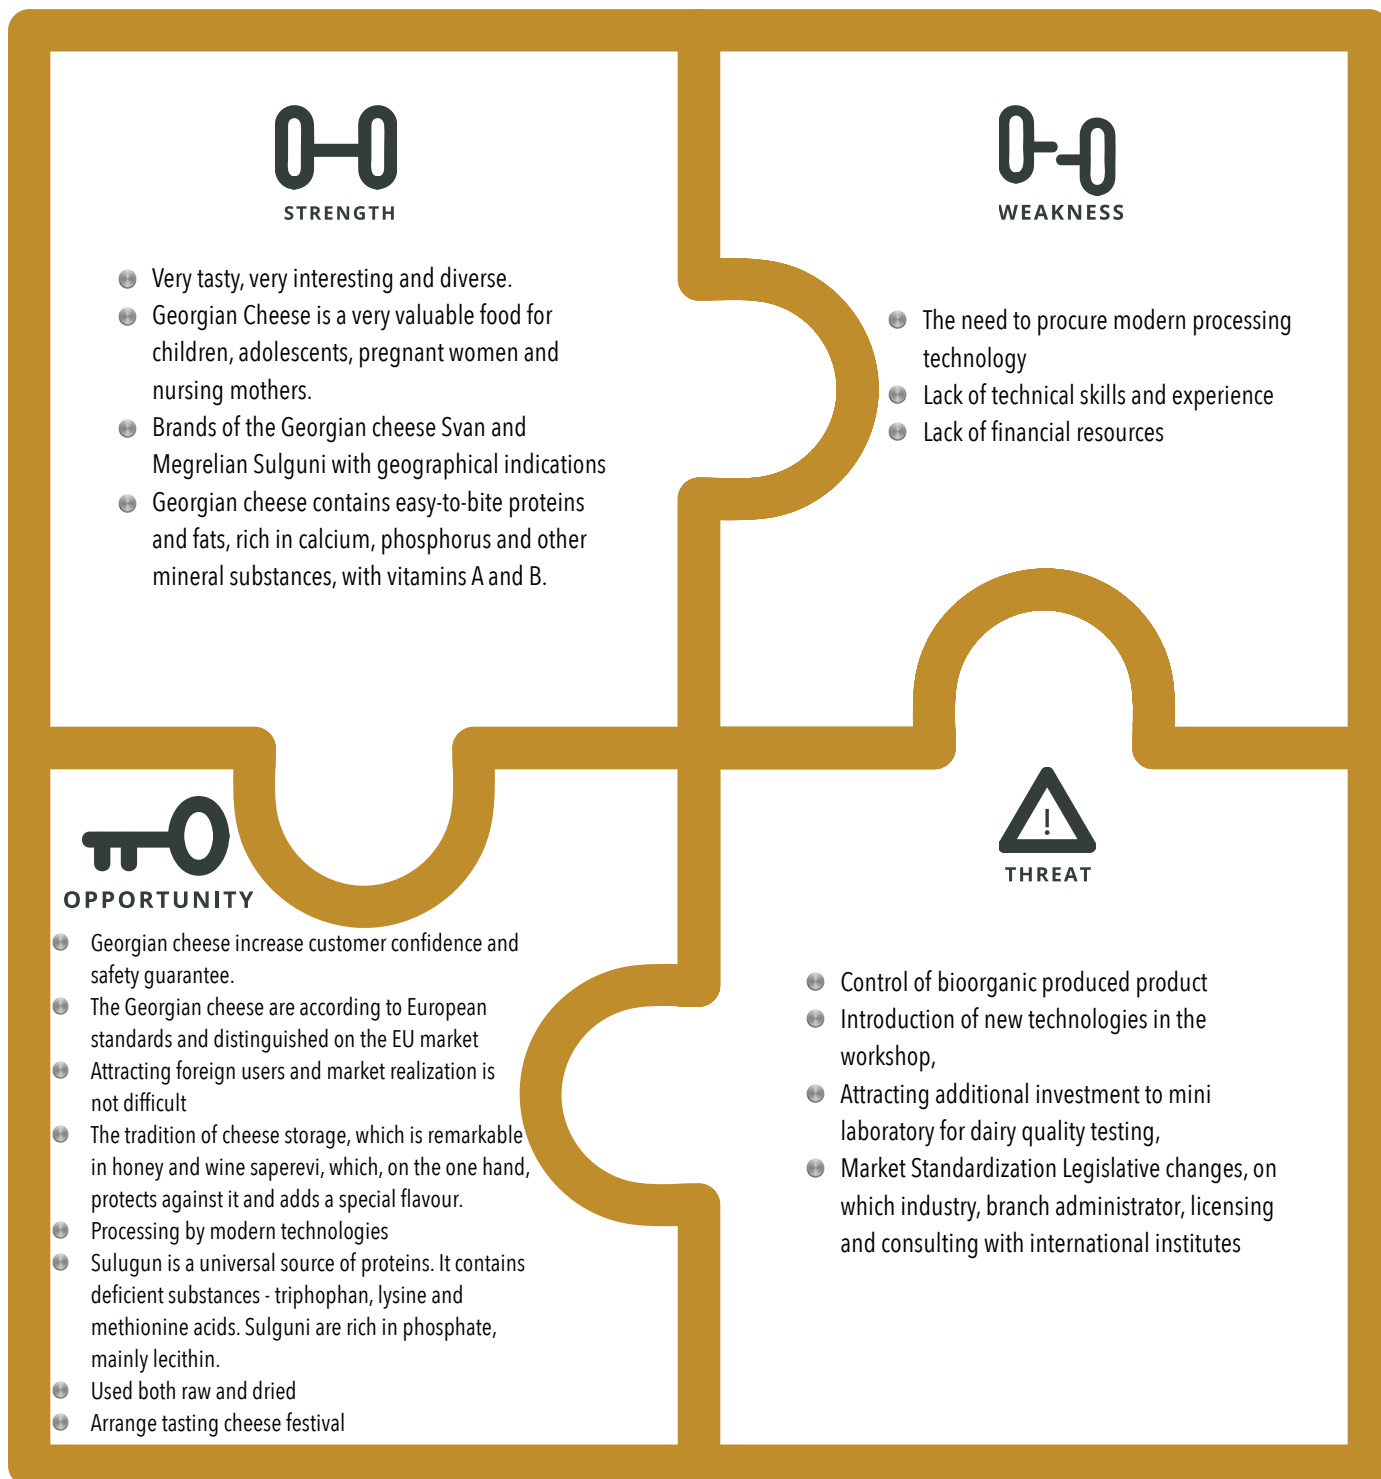 STRENGTH
Very tasty, very interesting and diverse.
Georgian Cheese is a very valuable food for
children, adolescents, pregnant women and
nursing mothers.
Brands of the Georgian cheese Svan and
Megrelian Sulguni with geographical indications
Georgian cheese contains easy-to-bite proteins
and fats, rich in calcium, phosphorus and other
mineral substances, with vitamins A and B.
WEAKNESS
The need to procure modern processing
technology
Lack of technical skills and experience
Lack of financial resources
OPPORTUNITY
Georgian cheese increase customer confidence and
safety guarantee.
The Georgian cheese are according to European
standards and distinguished on the EU market
Attracting foreign users and market realization is
not difficult
The tradition of cheese storage, which is remarkable
in honey and wine saperevi, which, on the one hand,
protects against it and adds a special flavour.
Processing by modern technologies
Sulugun is a universal source of proteins. It contains
deficient substances - triphophan, lysine and
methionine acids. Sulguni are rich in phosphate,
mainly lecithin.
Used both raw and dried
Arrange tasting cheese festival
!
THREAT
Control of bioorganic produced product
Introduction of new technologies in the
workshop,
Attracting additional investment to mini
laboratory for dairy quality testing,
Market Standardization Legislative changes, on
which industry, branch administrator, licensing
and consulting with international institutes